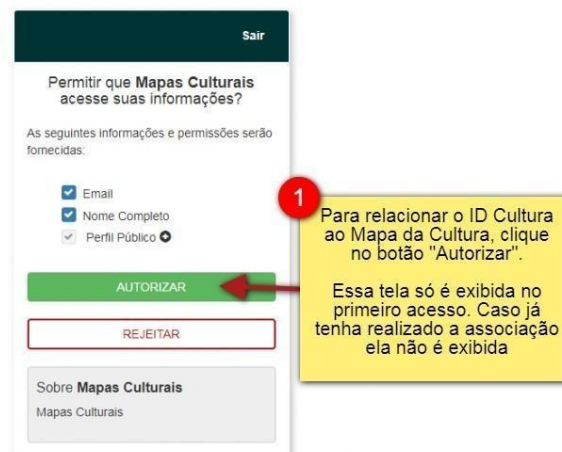 Sair
Permitir que Mapas Culturais
acesse suas informações?
As seguintes informações e permissões serão
fornecidas:
Email
Nome Completo
Perfil Público
AUTORIZAR
REJEITAR
Sobre Mapas Culturais
Mapas Culturais
1
Para relacionar o ID Cultura
ao Mapa da Cultura, clique
no botão "Autorizar".
Essa tela só é exibida no
primeiro acesso. Caso já
tenha realizado a associação
ela não é exibida